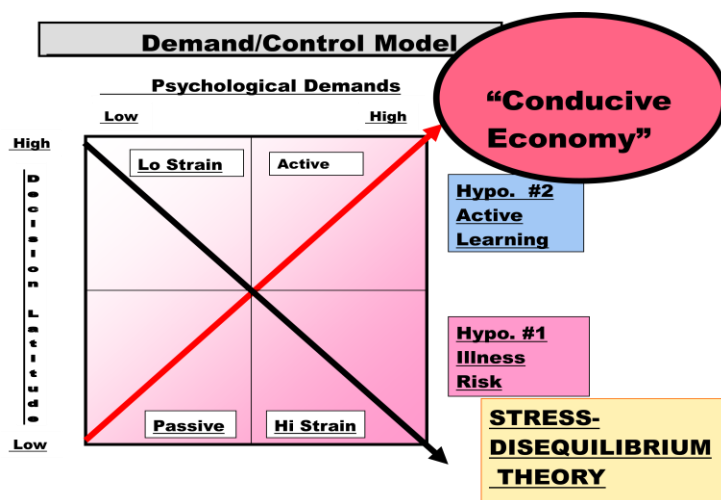 Demand/Control Model
"Conducive
Economy"
Psychological Demands
Low
High
High
Decision Latitude
Low
Lo Strain
Active
Passive
Hi Strain
Hypo. #2
Active
Learning
Hypo. #1
Illness
Risk
STRESS-
DISEQUILIBRIUM
THEORY